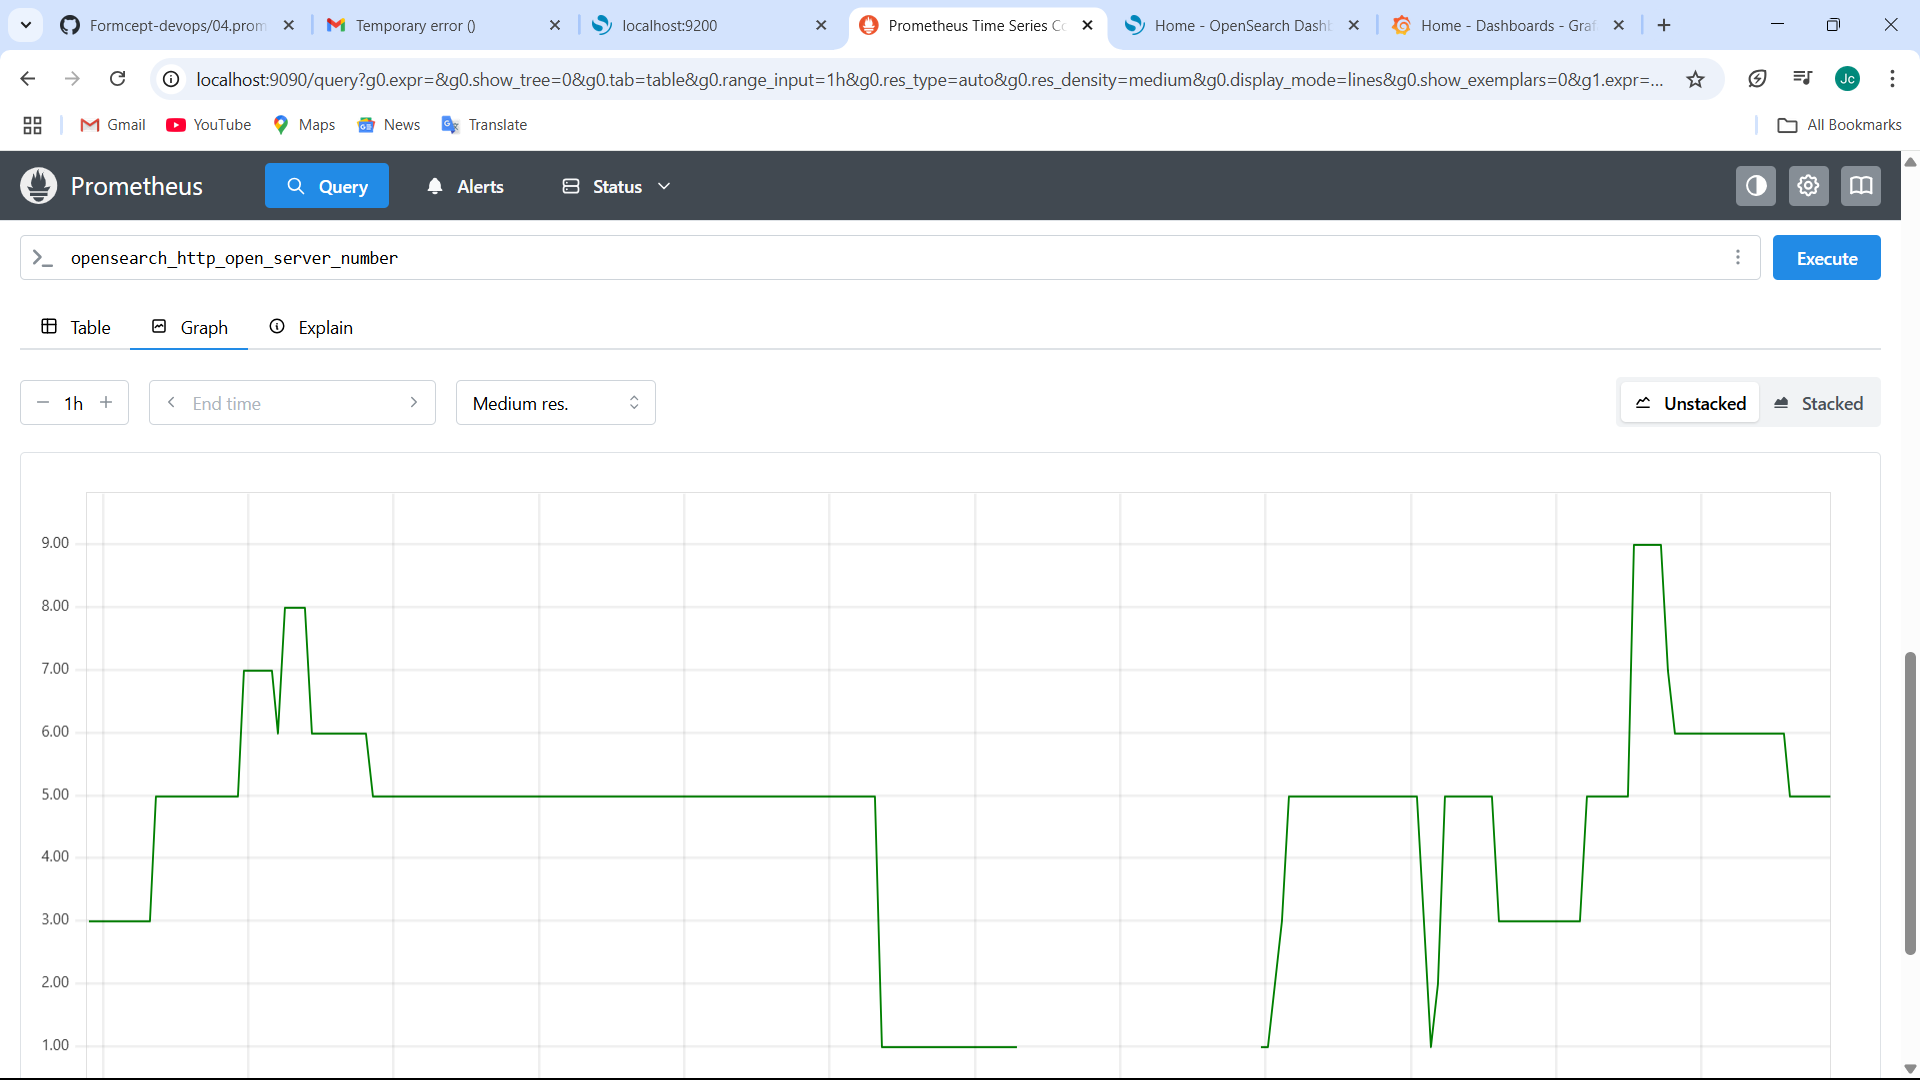 Formcept-devops/04.prom
Temporary error ()
localhost:9200
Prometheus Time Series Co
Home - OpenSearch Dashb
Home - Dashboards - Graf
localhost:9090/query?g0.expr=&g0.show_tree=0&g0.tab=table&g0.range_input=1h&g0.res_type=auto&g0.res_density=medium&g0.display_mode=lines&g0.show_exemplars=0&g1.expr=...
Jc
Gmail
YouTube
Maps
News
Translate
All Bookmarks
Prometheus
Query
Alerts
Status
opensearch_http_open_server_number
Execute
Table
Graph
Explain
1h
End time
Medium res.
Unstacked
Stacked
9.00
8.00
7.00
6.00
5.00
4.00
3.00
2.00
1.00